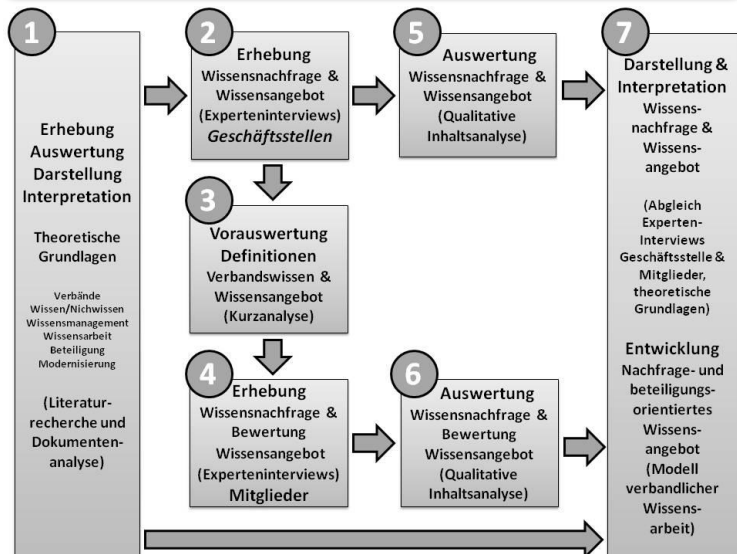 1
Erhebung
Auswertung
Darstellung
Interpretation
Theoretische
Grundlagen
Verbände
Wissen/Nichwissen
Wissensmanagement
Wissensarbeit
Beteiligung
Modernisierung
(Literatur-
recherche und
Dokumenten-
analyse)
2
Erhebung
Wissensnachfrage &
Wissensangebot
(Experteninterviews)
Geschäftsstellen
3
Vorauswertung
Definitionen
Verbandswissen &
Wissensangebot
(Kurzanalyse)
4
Erhebung
Wissensnachfrage &
Bewertung
Wissensangebot
(Experteninterviews)
Mitglieder
5
Auswertung
Wissensnachfrage &
Wissensangebot
(Qualitative
Inhaltsanalyse)
6
Auswertung
Wissensnachfrage &
Bewertung
Wissensangebot
(Qualitative
Inhaltsanalyse)
7
Darstellung &
Interpretation
Wissens-
nachfrage &
Wissens-
angebot
(Abgleich
Experten-
Interviews
Geschäftsstelle &
Mitglieder,
theoretische
Grundlagen)
Entwicklung
Nachfrage- und
beteiligungs-
orientiertes
Wissens-
angebot
(Modell
verbandlicher
Wissens-
arbeit)